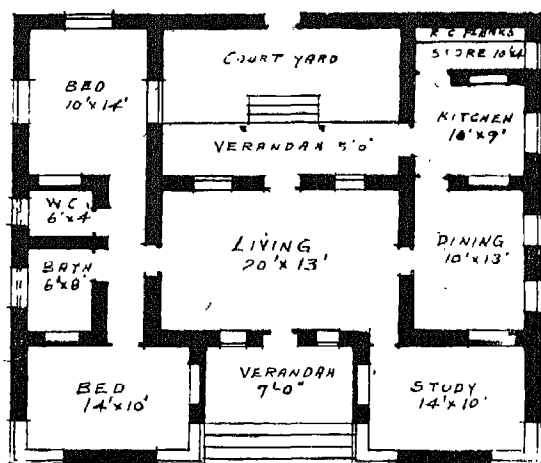 R C PLANKS
STORE 10'x4'
COURT YARD
BED
10'x14'
KITCHEN
10'x9'
VERANDAH 5'0"
W C
6'x4'
LIVING
20'x13'
DINING
10'x13'
BATH
6'x8'
BED
14'x10'
VERANDAH
7'-0"
STUDY
14'x10'